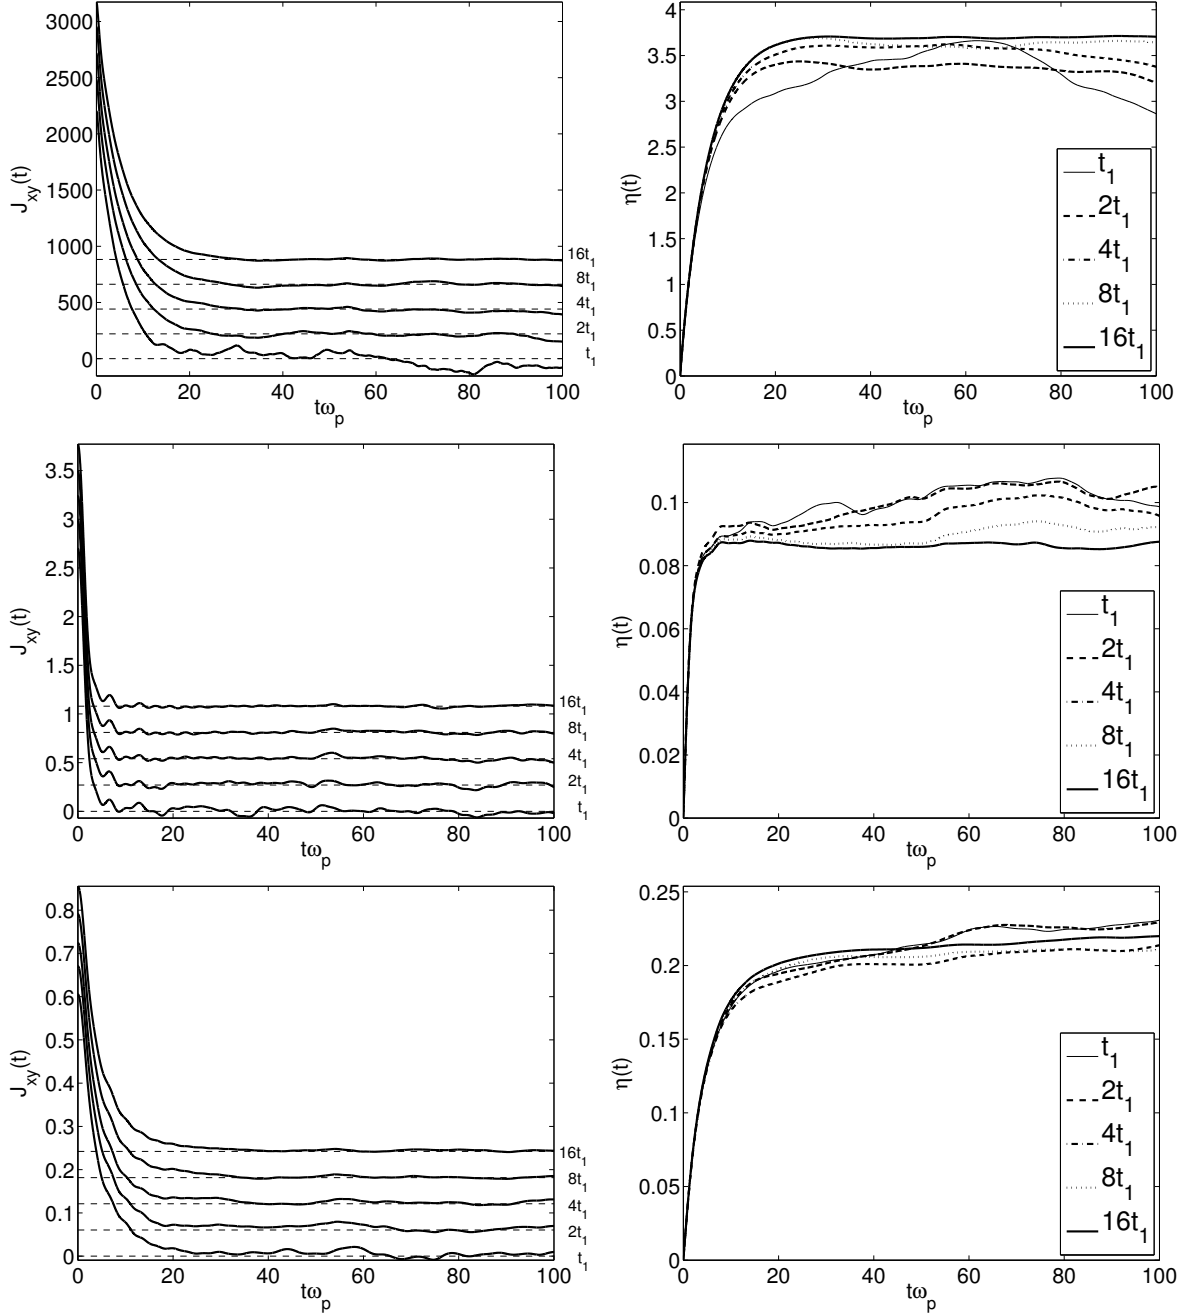 3000
2500
2000
1500
1000
500
0
J_xy(t)
0 20 40 60 80 100
tω_p
16t_1
8t_1
4t_1
2t_1
t_1
4
3.5
3
2.5
2
1.5
1
0.5
0
η(t)
0 20 40 60 80 100
tω_p
t_1
2t_1
4t_1
8t_1
16t_1
3.5
3
2.5
2
1.5
1
0.5
0
J_xy(t)
0 20 40 60 80 100
tω_p
16t_1
8t_1
4t_1
2t_1
t_1
0.1
0.08
0.06
0.04
0.02
0
η(t)
0 20 40 60 80 100
tω_p
t_1
2t_1
4t_1
8t_1
16t_1
0.8
0.7
0.6
0.5
0.4
0.3
0.2
0.1
0
J_xy(t)
0 20 40 60 80 100
tω_p
16t_1
8t_1
4t_1
2t_1
t_1
0.25
0.2
0.15
0.1
0.05
0
η(t)
0 20 40 60 80 100
tω_p
t_1
2t_1
4t_1
8t_1
16t_1